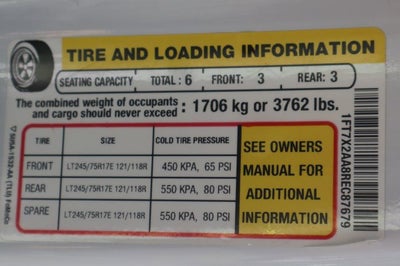 TIRE AND LOADING INFORMATION
SEATING CAPACITY TOTAL : 6 FRONT: 3 REAR: 3
The combined weight of occupants and cargo should never exceed : 1706 kg or 3762 lbs.
TIRE SIZE COLD TIRE PRESSURE
FRONT LT245/75R17E 121/118R 450 KPA, 65 PSI
REAR LT245/75R17E 121/118R 550 KPA, 80 PSI
SPARE LT245/75R17E 121/118R 550 KPA, 80 PSI
SEE OWNERS
MANUAL FOR
ADDITIONAL
INFORMATION
1FT7X2AA8REC87679